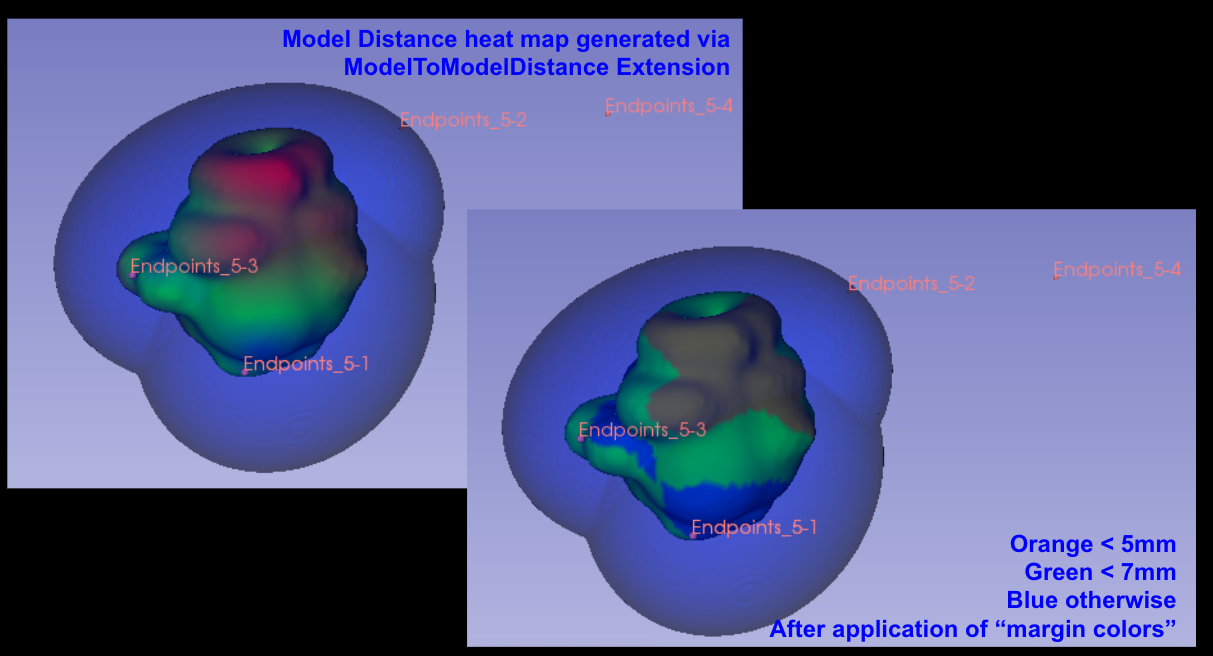 Model Distance heat map generated via
ModelToModelDistance Extension
Endpoints_5-4
Endpoints_5-2
Endpoints_5-3
Endpoints_5-1
Endpoints_5-4
Endpoints_5-2
Endpoints_5-3
Endpoints_5-1
Orange < 5mm
Green < 7mm
Blue otherwise
After application of “margin colors”